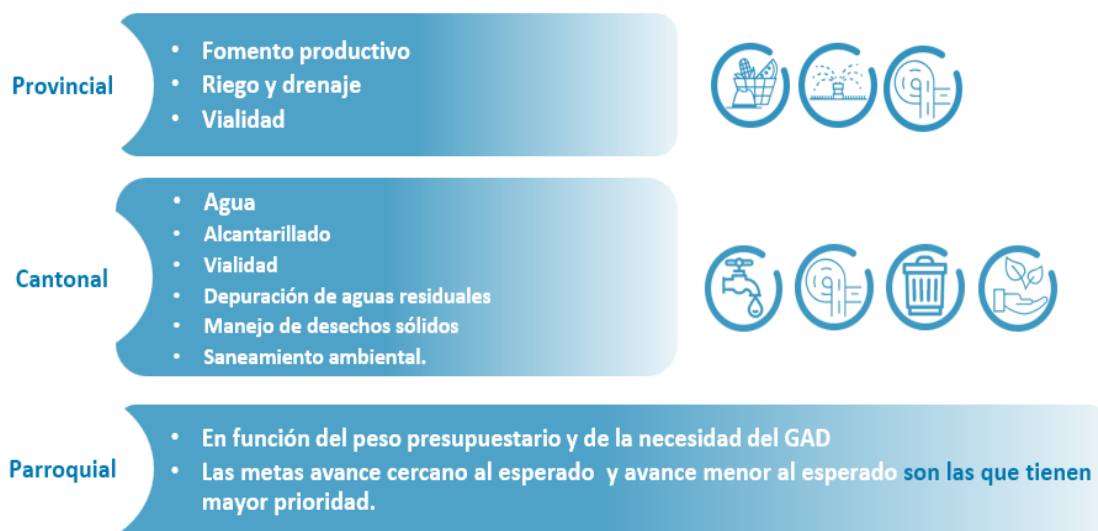 Provincial
• Fomento productivo
• Riego y drenaje
• Vialidad
Cantonal
• Agua
• Alcantarillado
• Vialidad
• Depuración de aguas residuales
• Manejo de desechos sólidos
• Saneamiento ambiental.
Parroquial
• En función del peso presupuestario y de la necesidad del GAD
• Las metas avance cercano al esperado y avance menor al esperado son las que tienen
mayor prioridad.